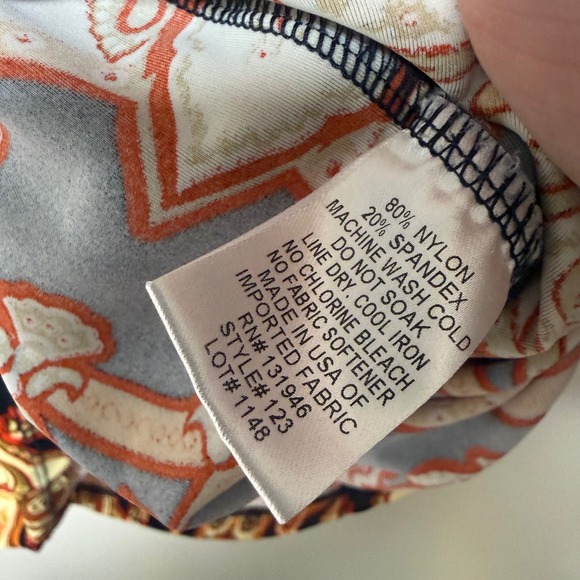 80% NYLON
20% SPANDEX
MACHINE WASH COLD
DO NOT SOAK
LINE DRY. COOL IRON
NO CHLORINE BLEACH
NO FABRIC SOFTENER
MADE IN USA OF
IMPORTED FABRIC
RN# 131946
STYLE# 123
LOT# 1148